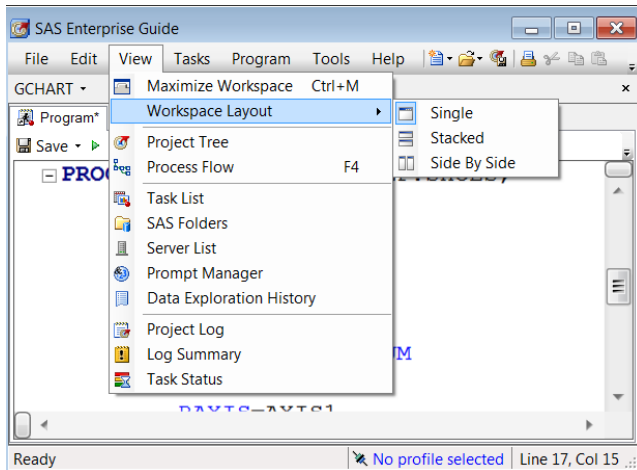 SAS Enterprise Guide
File Edit View Tasks Program Tools Help
GCHART
Maximize Workspace Ctrl+M
Workspace Layout
Single
Stacked
Side By Side
Program*
Save
Project Tree
Process Flow F4
Task List
SAS Folders
Server List
Prompt Manager
Data Exploration History
Project Log
Log Summary
Task Status
Ready
No profile selected
Line 17, Col 15